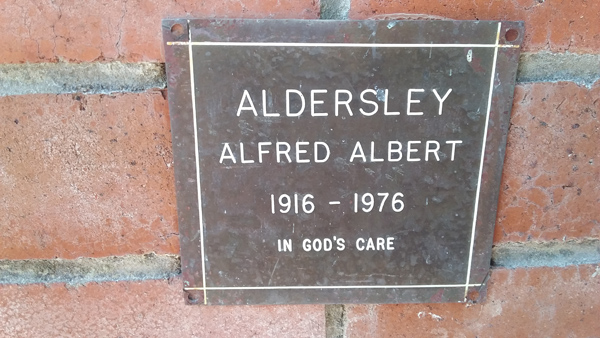 ALDERSLEY
ALFRED ALBERT
1916 - 1976
IN GOD'S CARE